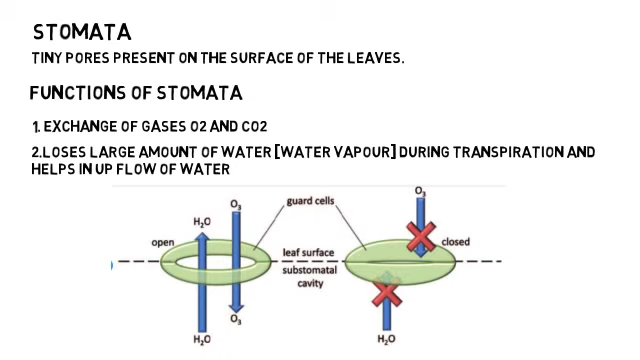 STOMATA
TINY PORES PRESENT ON THE SURFACE OF THE LEAVES.
FUNCTIONS OF STOMATA
1. EXCHANGE OF GASES O2 AND CO2
2.LOSES LARGE AMOUNT OF WATER [WATER VAPOUR] DURING TRANSPIRATION AND
HELPS IN UP FLOW OF WATER
O₃
H₂O
open
guard cells
leaf surface
substomatal
cavity
O₃
H₂O
O₃
closed
H₂O